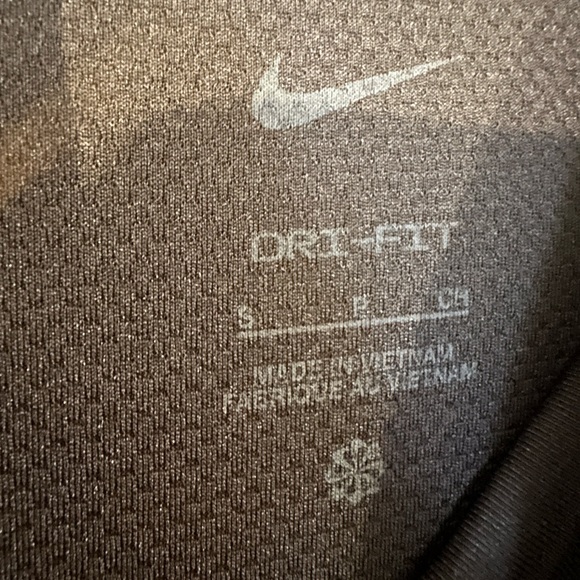 DRI-FIT
S P CH
MADE IN VIETNAM
FABRIQUE AU VIETNAM